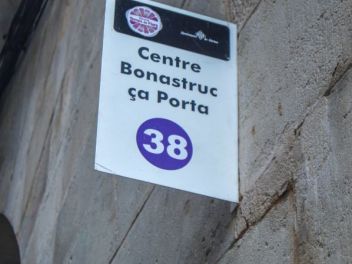 Centre
Bonastruc
ça Porta
38